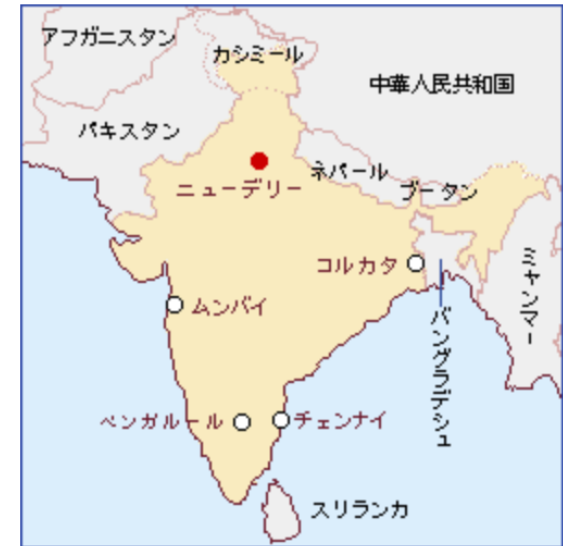 アフガニスタン
カシミール
中華人民共和国
パキスタン
ネパール
ブータン
ニューデリー
コルカタ
ミャンマー
ムンバイ
バングラデシュ
ベンガルール
チェンナイ
スリランカ